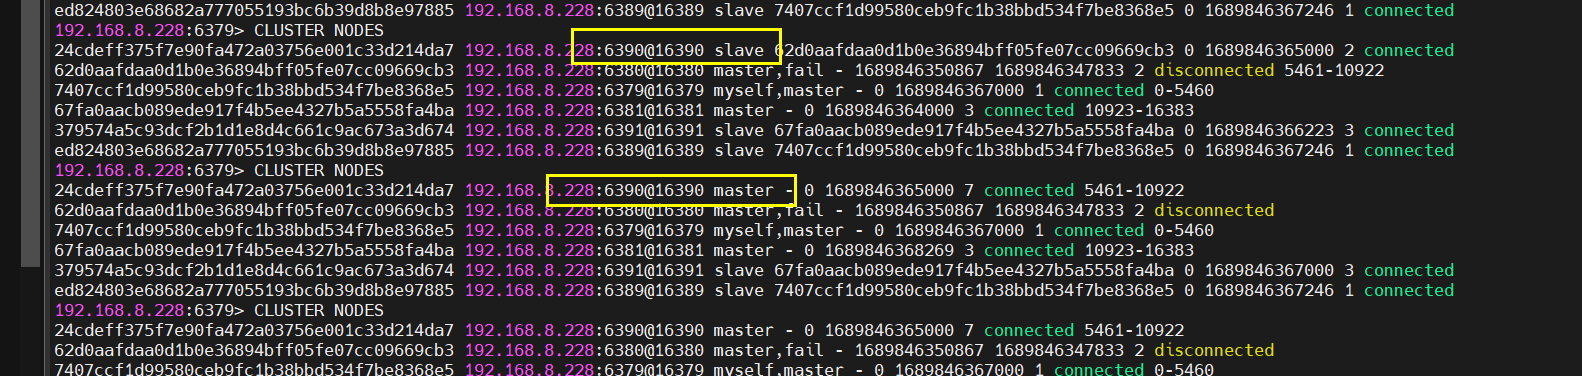 ed824803e68682a777055193bc6b39d8b8e97885 192.168.8.228:6389@16389 slave 7407ccf1d99580ceb9fc1b38bbd534f7be8368e5 0 1689846367246 1 connected
192.168.8.228:6379> CLUSTER NODES
24cdeff375f7e90fa472a03756e001c33d214da7 192.168.8.228:6390@16390 slave 62d0aafdaa0d1b0e36894bff05fe07cc09669cb3 0 1689846365000 2 connected
62d0aafdaa0d1b0e36894bff05fe07cc09669cb3 192.168.8.228:6380@16380 master,fail - 1689846350867 1689846347833 2 disconnected 5461-10922
7407ccf1d99580ceb9fc1b38bbd534f7be8368e5 192.168.8.228:6379@16379 myself,master - 0 1689846367000 1 connected 0-5460
67fa0aacb089ede917f4b5ee4327b5a5558fa4ba 192.168.8.228:6381@16381 master - 0 1689846364000 3 connected 10923-16383
379574a5c93dcf2b1d1e8d4c661c9ac673a3d674 192.168.8.228:6391@16391 slave 67fa0aacb089ede917f4b5ee4327b5a5558fa4ba 0 1689846366223 3 connected
ed824803e68682a777055193bc6b39d8b8e97885 192.168.8.228:6389@16389 slave 7407ccf1d99580ceb9fc1b38bbd534f7be8368e5 0 1689846367246 1 connected
192.168.8.228:6379> CLUSTER NODES
24cdeff375f7e90fa472a03756e001c33d214da7 192.168.8.228:6390@16390 master - 0 1689846365000 7 connected 5461-10922
62d0aafdaa0d1b0e36894bff05fe07cc09669cb3 192.168.8.228:6380@16380 master,fail - 1689846350867 1689846347833 2 disconnected
7407ccf1d99580ceb9fc1b38bbd534f7be8368e5 192.168.8.228:6379@16379 myself,master - 0 1689846367000 1 connected 0-5460
67fa0aacb089ede917f4b5ee4327b5a5558fa4ba 192.168.8.228:6381@16381 master - 0 1689846368269 3 connected 10923-16383
379574a5c93dcf2b1d1e8d4c661c9ac673a3d674 192.168.8.228:6391@16391 slave 67fa0aacb089ede917f4b5ee4327b5a5558fa4ba 0 1689846367000 3 connected
ed824803e68682a777055193bc6b39d8b8e97885 192.168.8.228:6389@16389 slave 7407ccf1d99580ceb9fc1b38bbd534f7be8368e5 0 1689846367246 1 connected
192.168.8.228:6379> CLUSTER NODES
24cdeff375f7e90fa472a03756e001c33d214da7 192.168.8.228:6390@16390 master - 0 1689846365000 7 connected 5461-10922
62d0aafdaa0d1b0e36894bff05fe07cc09669cb3 192.168.8.228:6380@16380 master,fail - 1689846350867 1689846347833 2 disconnected
7407ccf1d99580ceb9fc1b38bbd534f7be8368e5 192.168.8.228:6379@16379 myself,master - 0 1689846367000 1 connected 0-5460